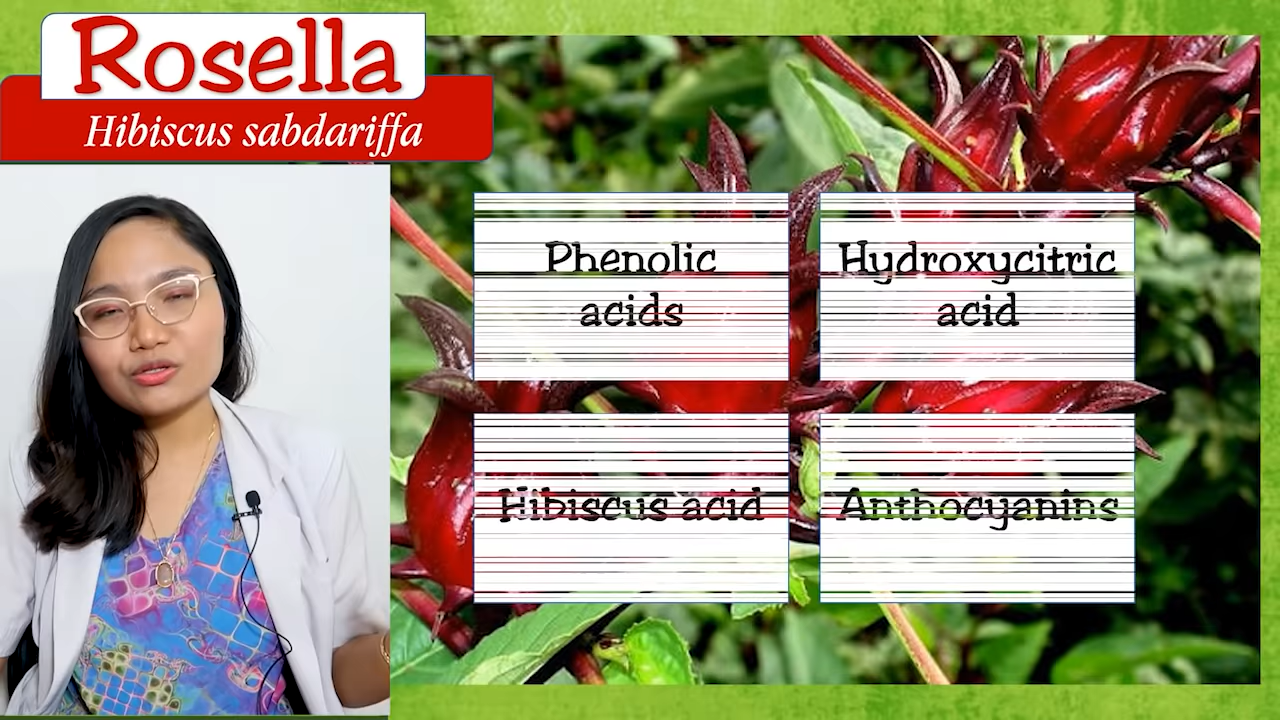 Rosella
Hibiscus sabdariffa
Phenolic
acids
Hydroxycitric
acid
Hibiscus acid
Anthocyanins